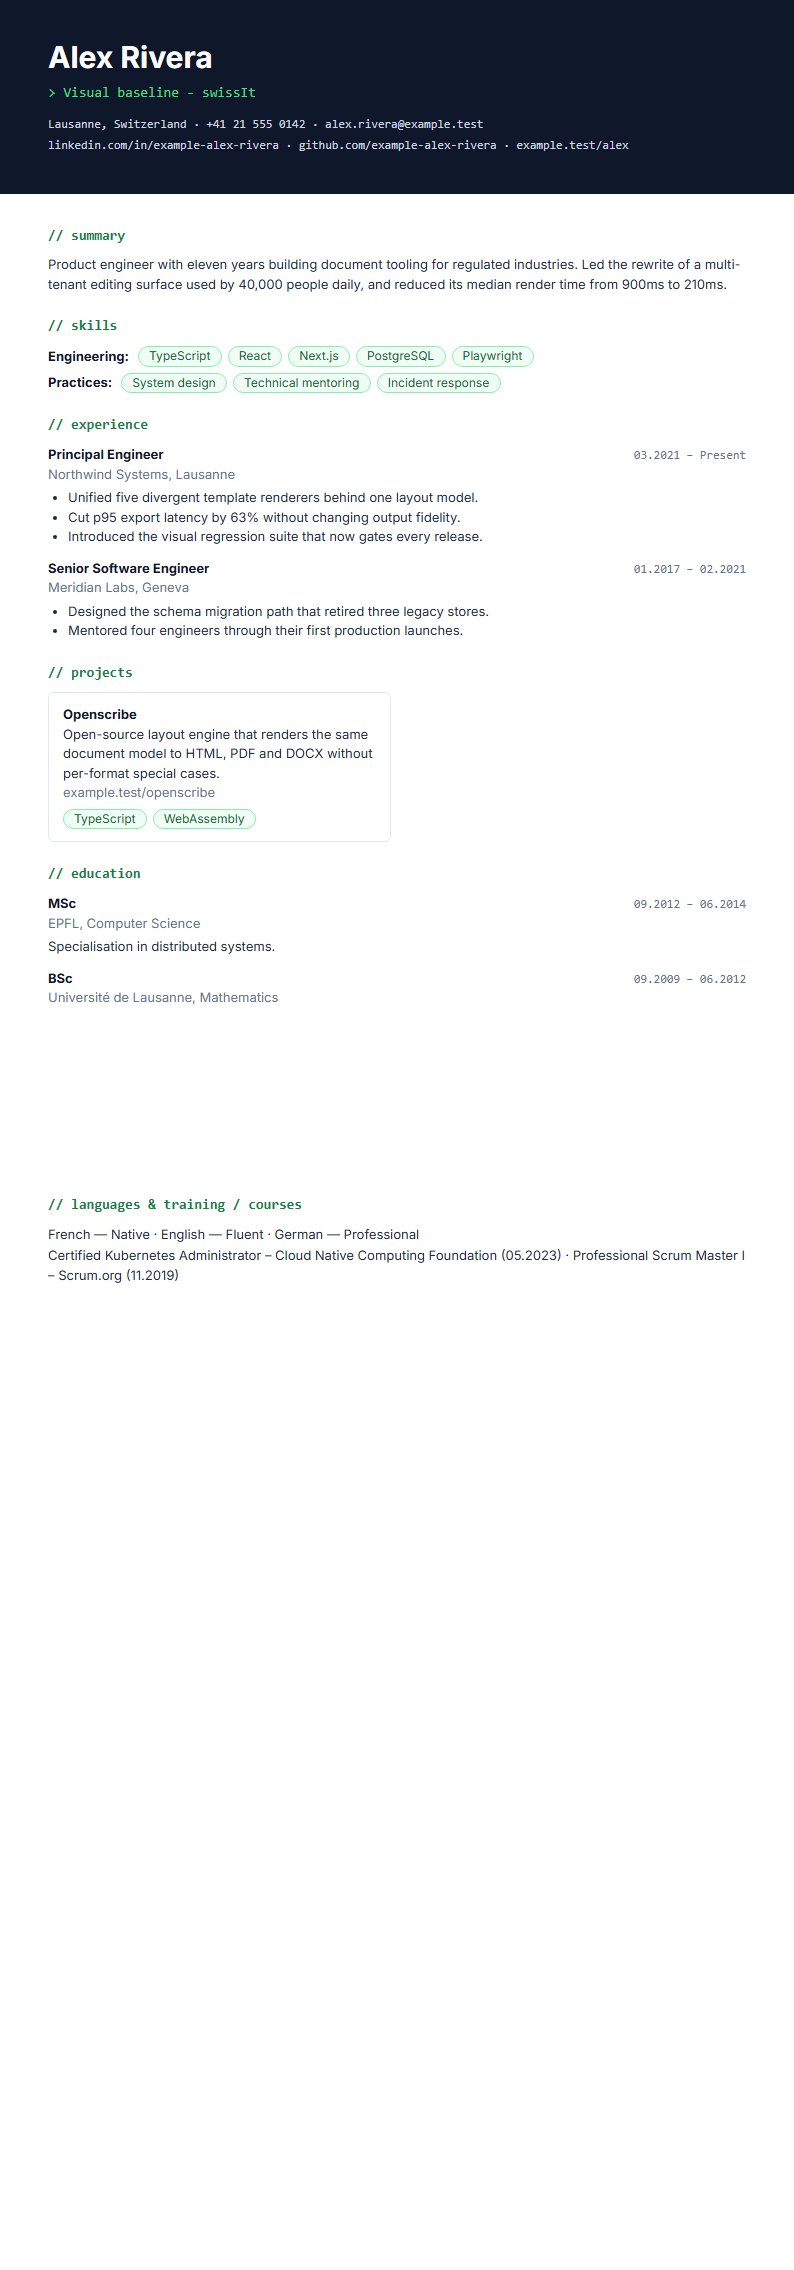 Alex Rivera
> Visual baseline - swissIt
Lausanne, Switzerland · +41 21 555 0142 · alex.rivera@example.test
linkedin.com/in/example-alex-rivera · github.com/example-alex-rivera · example.test/alex
// summary
Product engineer with eleven years building document tooling for regulated industries. Led the rewrite of a multi-
tenant editing surface used by 40,000 people daily, and reduced its median render time from 900ms to 210ms.
// skills
Engineering: TypeScript React Next.js PostgreSQL Playwright
Practices: System design Technical mentoring Incident response
// experience
Principal Engineer 03.2021 – Present
Northwind Systems, Lausanne
• Unified five divergent template renderers behind one layout model.
• Cut p95 export latency by 63% without changing output fidelity.
• Introduced the visual regression suite that now gates every release.
Senior Software Engineer 01.2017 – 02.2021
Meridian Labs, Geneva
• Designed the schema migration path that retired three legacy stores.
• Mentored four engineers through their first production launches.
// projects
Openscribe
Open-source layout engine that renders the same
document model to HTML, PDF and DOCX without
per-format special cases.
example.test/openscribe
TypeScript WebAssembly
// education
MSc 09.2012 – 06.2014
EPFL, Computer Science
Specialisation in distributed systems.
BSc 09.2009 – 06.2012
Université de Lausanne, Mathematics
// languages & training / courses
French — Native · English — Fluent · German — Professional
Certified Kubernetes Administrator – Cloud Native Computing Foundation (05.2023) · Professional Scrum Master I
– Scrum.org (11.2019)